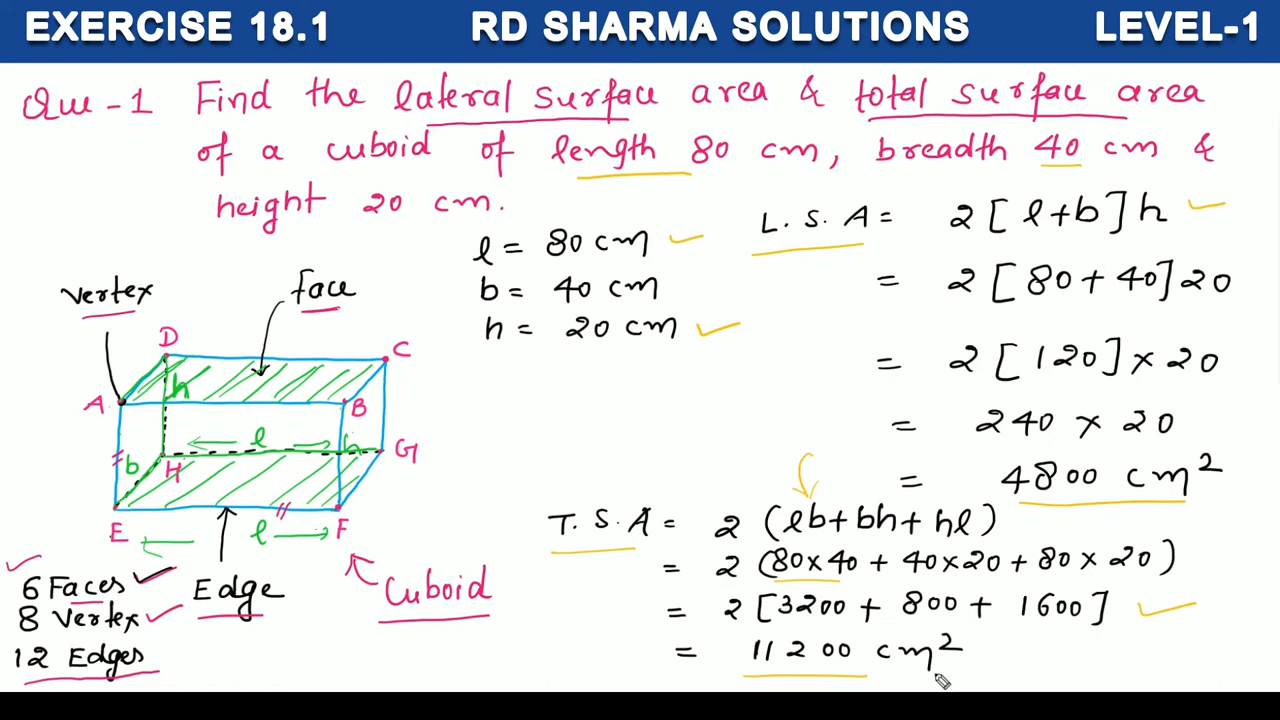 EXERCISE 18.1 RD SHARMA SOLUTIONS LEVEL-1
Que-1 Find the lateral surface area & total surface area
of a cuboid of length 80 cm, breadth 40 cm &
height 20 cm.
l = 80 cm
b = 40 cm
h = 20 cm
L.S.A = 2[l+b]h
= 2[80+40]20
= 2[120]×20
= 240 × 20
= 4800 cm²
T.S.A = 2(lb+bh+hl)
= 2(80×40 + 40×20 + 80×20)
= 2[3200 + 800 + 1600]
= 11200 cm²
vertex
face
D
C
h
A
B
l
h
b
H
G
E
l
F
Edge
Cuboid
6 Faces
8 Vertex
12 Edges